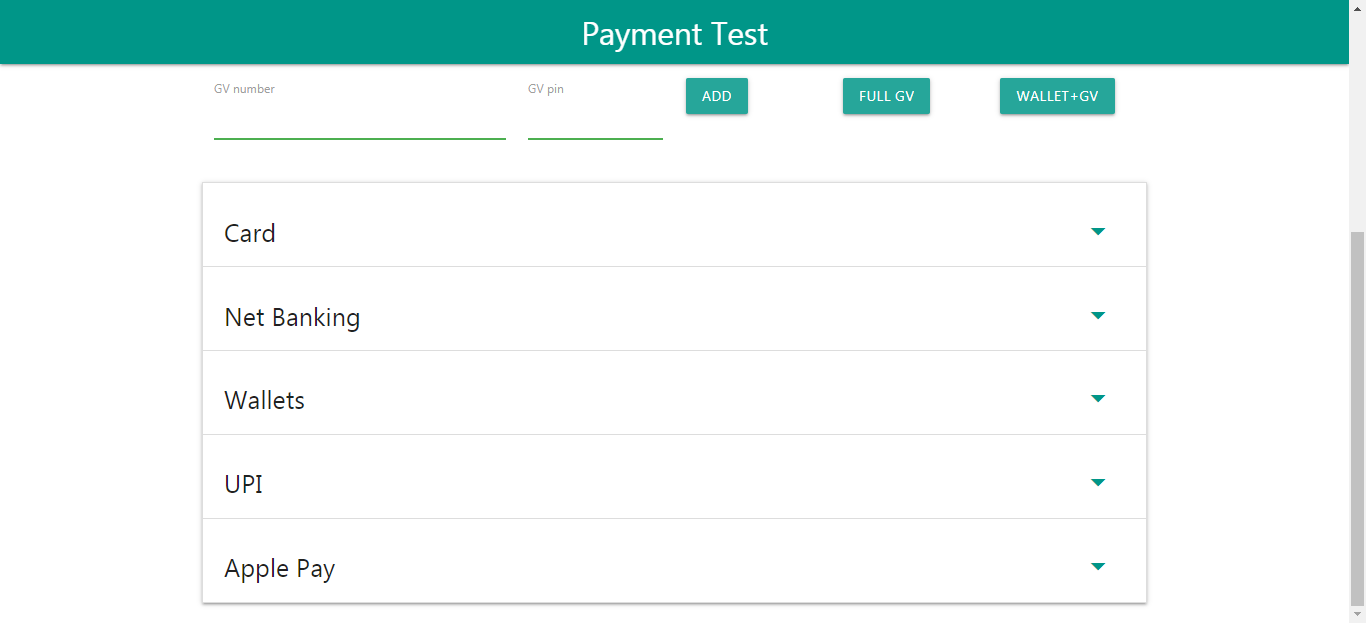 Payment Test
GV number
GV pin
ADD
FULL GV
WALLET+GV
Card
Net Banking
Wallets
UPI
Apple Pay